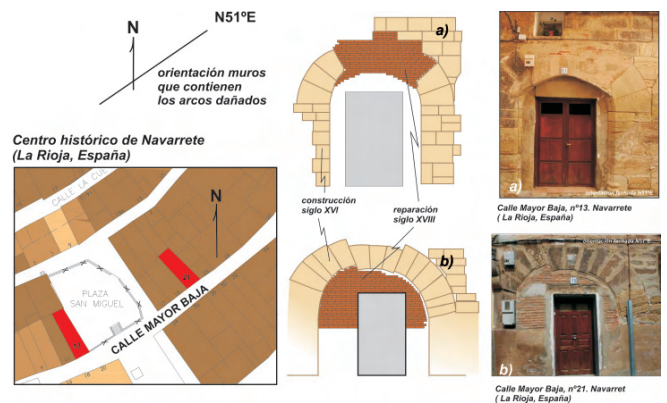 N
N51ºE
orientación muros
que contienen
los arcos dañados
Centro histórico de Navarrete
(La Rioja, España)
CALLE LA
N
PLAZA
SAN MIGUEL
CALLE MAYOR BAJA
a)
construcción
siglo XVI
reparación
siglo XVIII
b)
a)
Calle Mayor Baja, nº13. Navarrete
( La Rioja, España)
b)
Calle Mayor Baja, nº21. Navarret
( La Rioja, España)